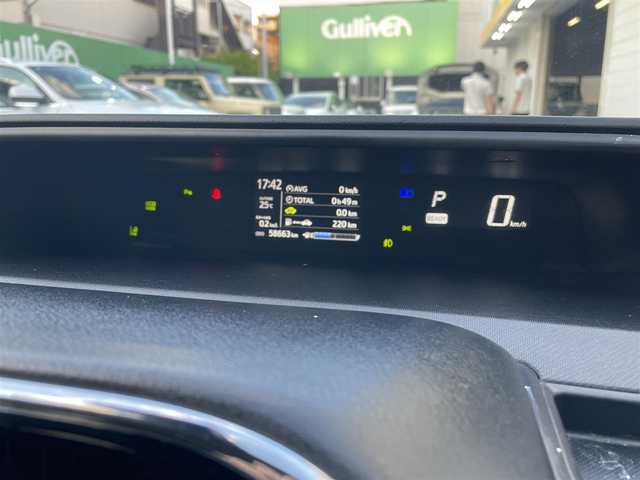 Gulliver
17:42
AVG 0 km/h
OUTSIDE
25°C
TOTAL 0h49m
0.0 km
220 km
58663 km
P
READY
0 km/h